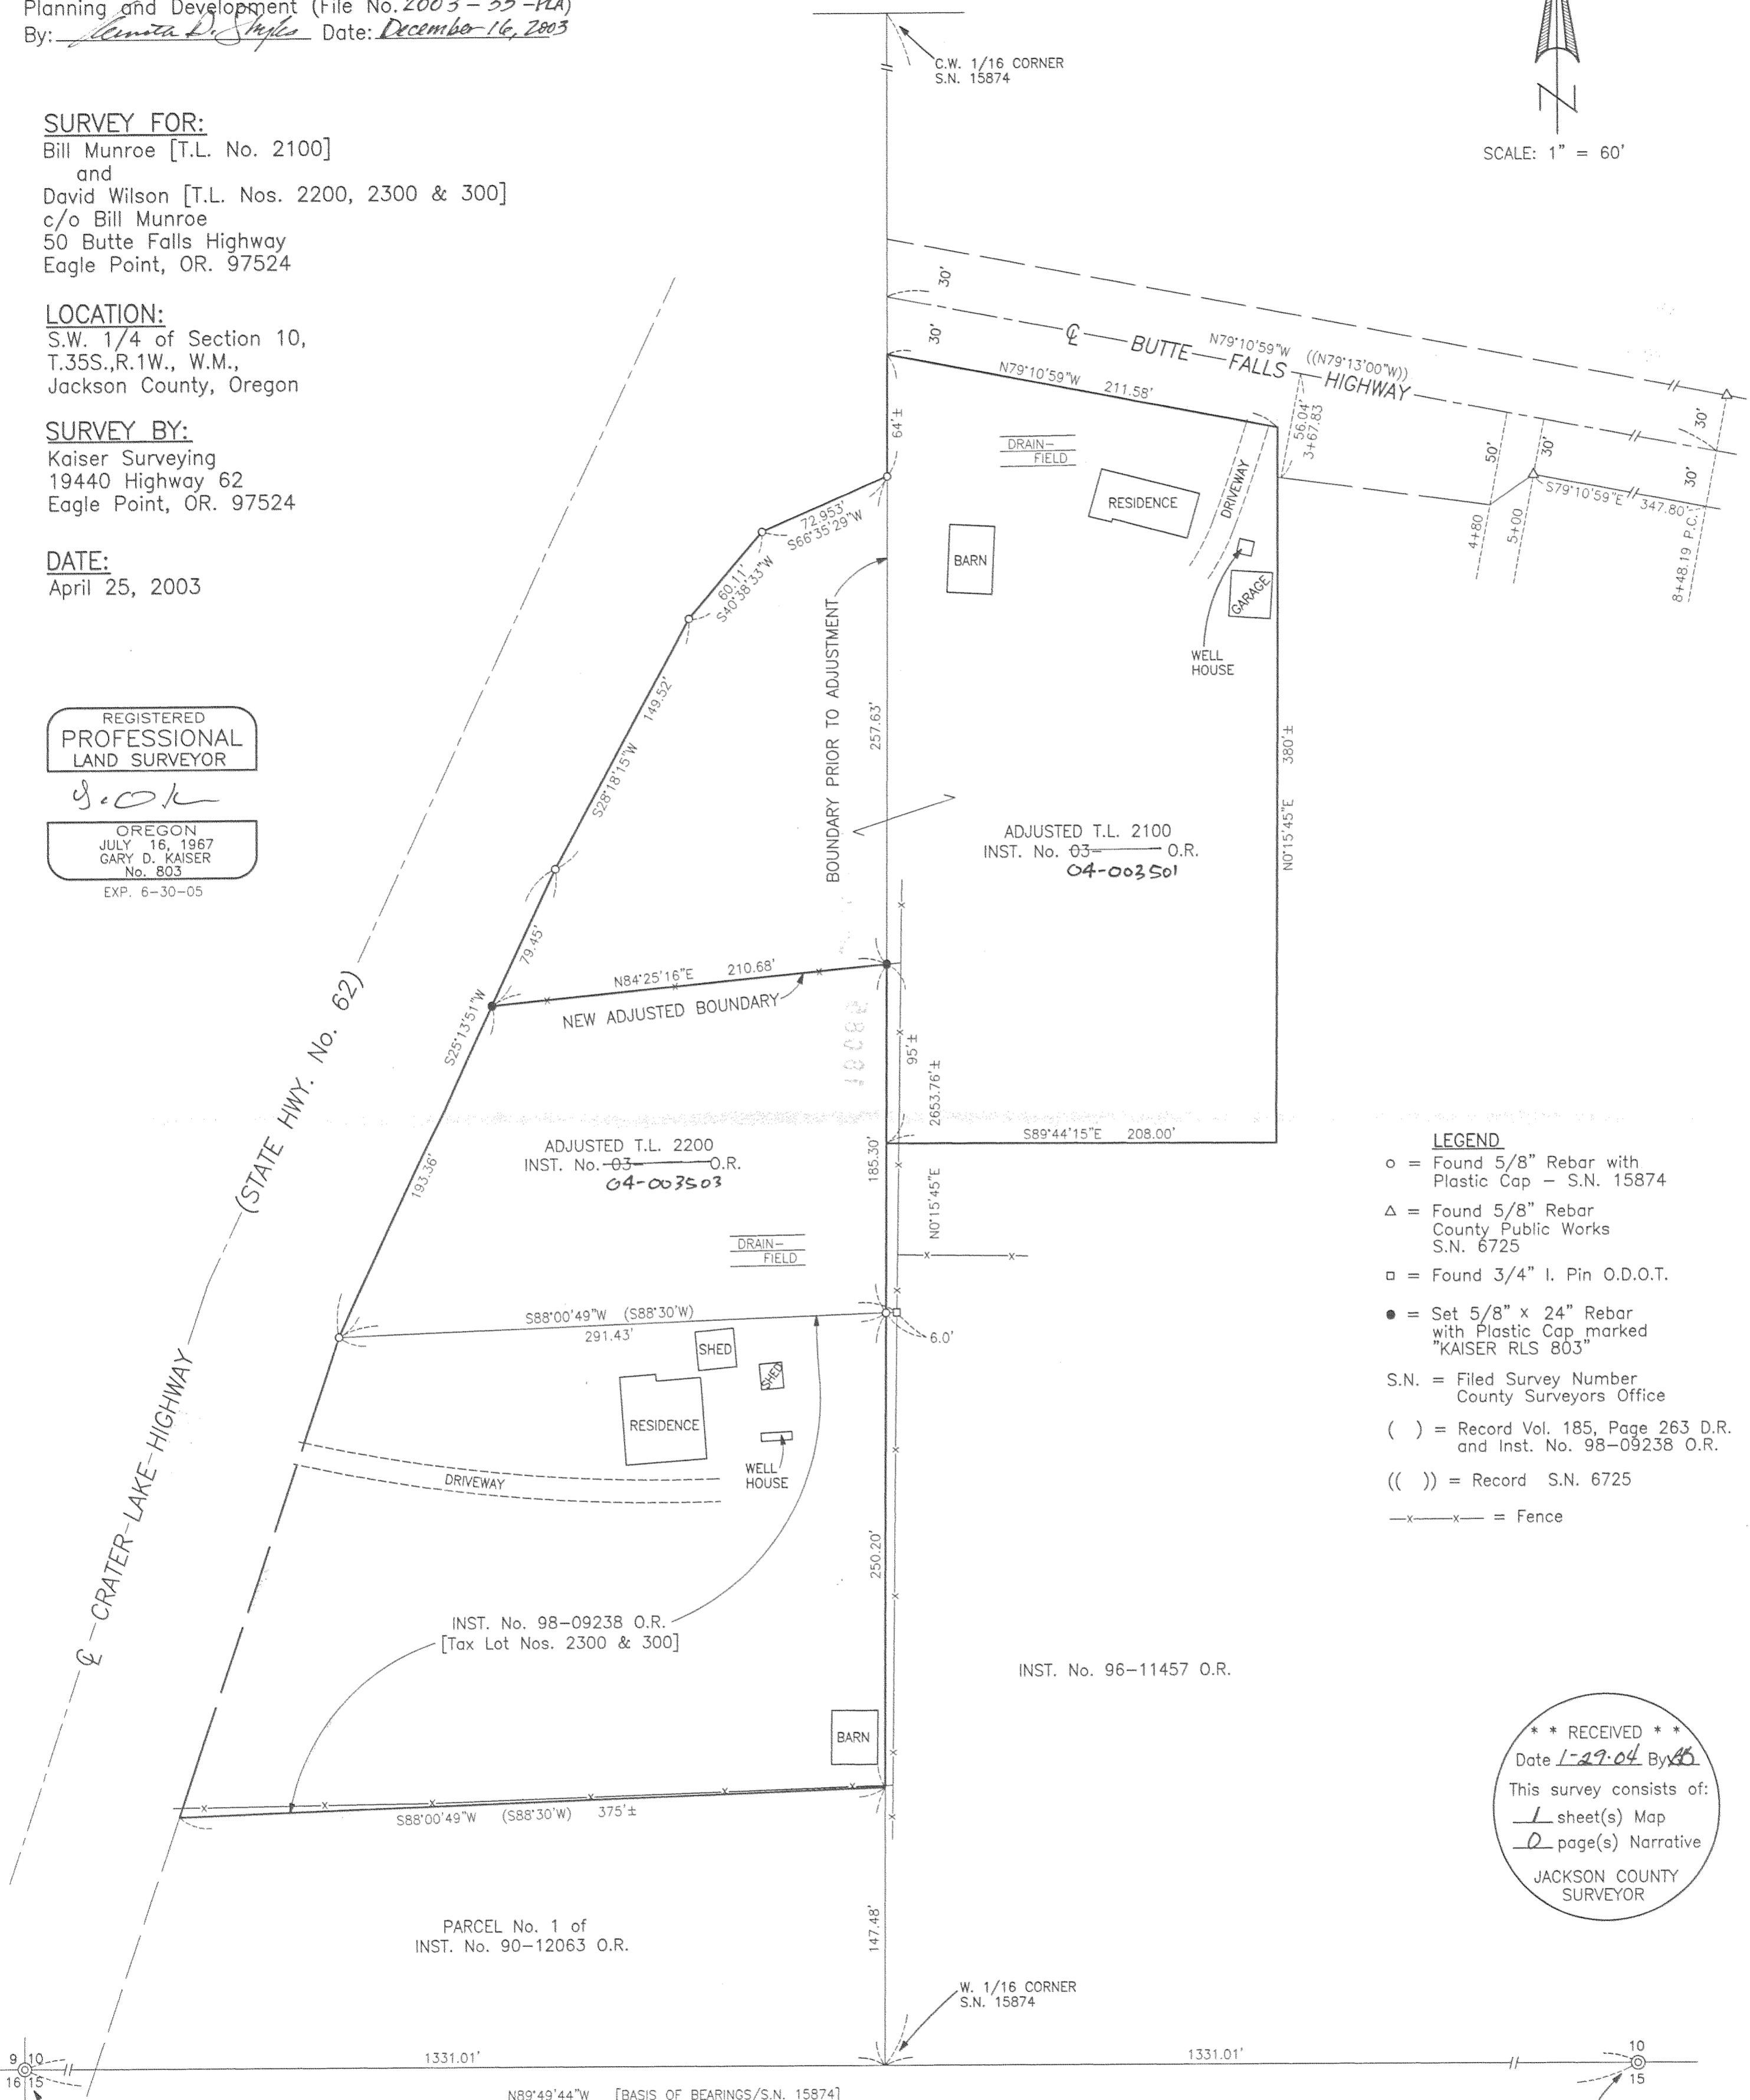 Planning and Development (File No. 2003-35-PLA)
By: Date: December 16, 2003
SURVEY FOR:
Bill Munroe [T.L. No. 2100]
and
David Wilson [T.L. Nos. 2200, 2300 & 300]
c/o Bill Munroe
50 Butte Falls Highway
Eagle Point, OR. 97524
LOCATION:
S.W. 1/4 of Section 10,
T.35S.,R.1W., W.M.,
Jackson County, Oregon
SURVEY BY:
Kaiser Surveying
19440 Highway 62
Eagle Point, OR. 97524
DATE:
April 25, 2003
REGISTERED
PROFESSIONAL
LAND SURVEYOR
OREGON
JULY 16, 1967
GARY D. KAISER
No. 803
EXP. 6-30-05
C.W. 1/16 CORNER
S.N. 15874
N
SCALE: 1" = 60'
30'
30'
℄ BUTTE FALLS HIGHWAY
N79°10'59"W ((N79°13'00"W))
N79°10'59"W 211.58'
64'±
56.04'
3+67.83
50'
30'
30'
30'
S79°10'59"E 347.80'
4+80
5+00
8+48.19 P.C.
DRAIN-
FIELD
RESIDENCE
DRIVEWAY
BARN
GARAGE
WELL
HOUSE
72.953'
S66°35'29"W
60.11'
S40°38'33"W
149.52'
S28°18'15"W
BOUNDARY PRIOR TO ADJUSTMENT
257.63'
380'±
N0°15'45"E
ADJUSTED T.L. 2100
INST. No. 03- O.R.
04-003501
79.45'
S25°13'51"W
N84°25'16"E 210.68'
NEW ADJUSTED BOUNDARY
95'±
2653.76'±
N0°15'45"E
S89°44'15"E 208.00'
185.30'
193.36'
ADJUSTED T.L. 2200
INST. No. 03- O.R.
04-003503
DRAIN-
FIELD
S88°00'49"W (S88°30'W)
291.43'
6.0'
SHED
SHED
RESIDENCE
WELL
HOUSE
DRIVEWAY
℄ CRATER LAKE HIGHWAY (STATE HWY. No. 62)
250.20'
INST. No. 98-09238 O.R.
[Tax Lot Nos. 2300 & 300]
INST. No. 96-11457 O.R.
BARN
S88°00'49"W (S88°30'W) 375'±
PARCEL No. 1 of
INST. No. 90-12063 O.R.
147.48'
W. 1/16 CORNER
S.N. 15874
LEGEND
○ = Found 5/8" Rebar with
Plastic Cap - S.N. 15874
△ = Found 5/8" Rebar
County Public Works
S.N. 6725
□ = Found 3/4" I. Pin O.D.O.T.
● = Set 5/8" x 24" Rebar
with Plastic Cap marked
"KAISER RLS 803"
S.N. = Filed Survey Number
County Surveyors Office
( ) = Record Vol. 185, Page 263 D.R.
and Inst. No. 98-09238 O.R.
(( )) = Record S.N. 6725
—x—x— = Fence
* * RECEIVED * *
Date 1-29-04 By
This survey consists of:
1 sheet(s) Map
0 page(s) Narrative
JACKSON COUNTY
SURVEYOR
9 10
16 15
1331.01'
1331.01'
10
15
N89°49'44"W [BASIS OF BEARINGS/S.N. 15874]